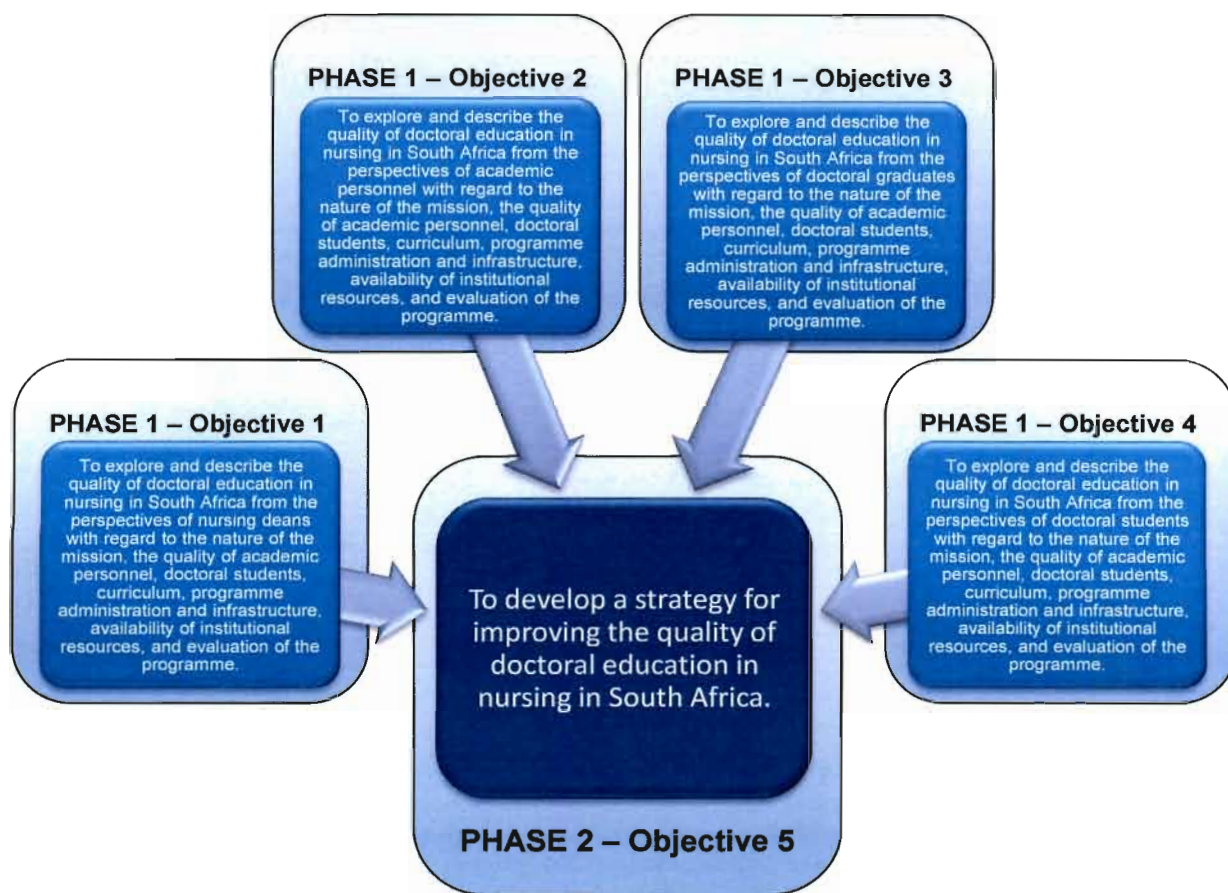 PHASE 1 – Objective 2
To explore and describe the
quality of doctoral education in
nursing in South Africa from the
perspectives of academic
personnel with regard to the
nature of the mission, the quality
of academic personnel, doctoral
students, curriculum, programme
administration and infrastructure,
availability of institutional
resources, and evaluation of the
programme.
PHASE 1 – Objective 3
To explore and describe the
quality of doctoral education in
nursing in South Africa from the
perspectives of doctoral graduates
with regard to the nature of the
mission, the quality of academic
personnel, doctoral students,
curriculum, programme
administration and infrastructure,
availability of institutional
resources, and evaluation of the
programme.
PHASE 1 – Objective 1
To explore and describe the
quality of doctoral education in
nursing in South Africa from the
perspectives of nursing deans
with regard to the nature of the
mission, the quality of academic
personnel, doctoral students,
curriculum, programme
administration and infrastructure,
availability of institutional
resources, and evaluation of the
programme.
PHASE 1 – Objective 4
To explore and describe the
quality of doctoral education in
nursing in South Africa from the
perspectives of doctoral students
with regard to the nature of the
mission, the quality of academic
personnel, doctoral students,
curriculum, programme
administration and infrastructure,
availability of institutional
resources, and evaluation of the
programme.
To develop a strategy for
improving the quality of
doctoral education in
nursing in South Africa.
PHASE 2 – Objective 5